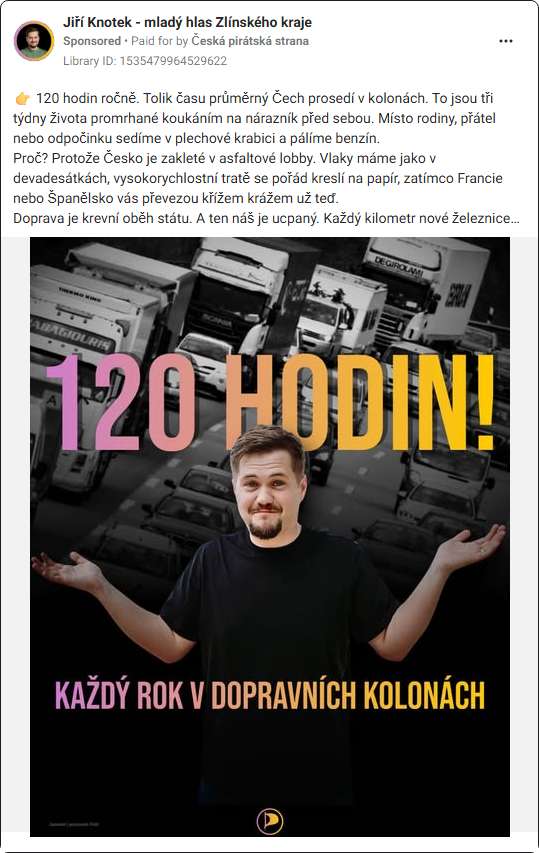 Jiří Knotek - mladý hlas Zlínského kraje
Sponsored • Paid for by Česká pirátská strana
Library ID: 1535479964529622
👉 120 hodin ročně. Tolik času průměrný Čech prosedí v kolonách. To jsou tři
týdny života promrhané koukáním na nárazník před sebou. Místo rodiny, přátel
nebo odpočinku sedíme v plechové krabici a pálíme benzín.
Proč? Protože Česko je zakleté v asfaltové lobby. Vlaky máme jako v
devadesátkách, vysokorychlostní tratě se pořád kreslí na papír, zatímco Francie
nebo Španělsko vás převezou křížem krážem už teď.
Doprava je krevní oběh státu. A ten náš je ucpaný. Každý kilometr nové železnice…
DEGIROLAMI
THERMO KING
SCANIA
120 HODIN!
KAŽDÝ ROK V DOPRAVNÍCH KOLONÁCH